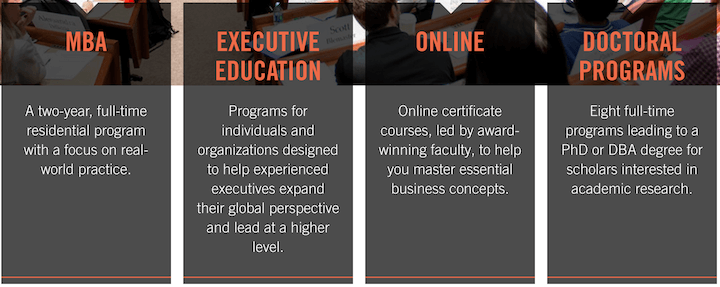 MBA
A two-year, full-time
residential program
with a focus on real-
world practice.
EXECUTIVE
EDUCATION
Programs for
individuals and
organizations designed
to help experienced
executives expand
their global perspective
and lead at a higher
level.
ONLINE
Online certificate
courses, led by award-
winning faculty, to help
you master essential
business concepts.
DOCTORAL
PROGRAMS
Eight full-time
programs leading to a
PhD or DBA degree for
scholars interested in
academic research.
Scott